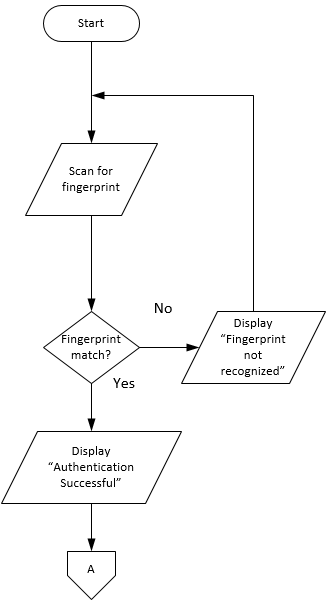 Start
Scan for
fingerprint
Fingerprint
match?
No
Display
“Fingerprint
not
recognized”
Yes
Display
“Authentication
Successful”
A